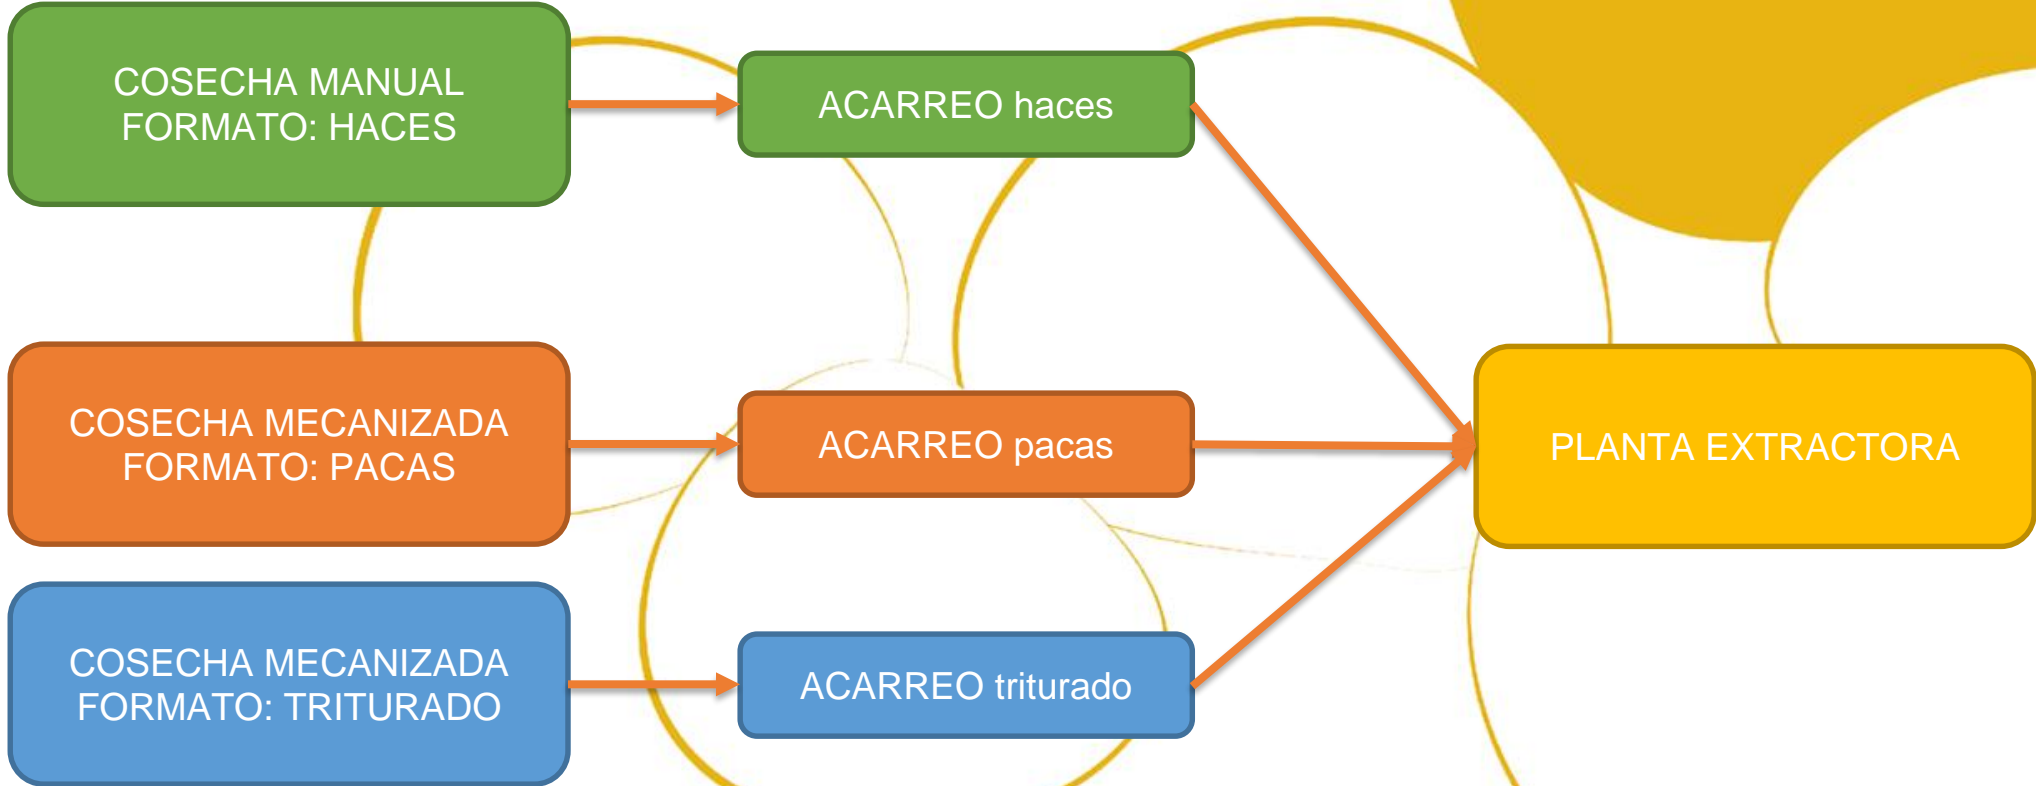 COSECHA MANUAL
FORMATO: HACES
ACARREO haces
COSECHA MECANIZADA
FORMATO: PACAS
ACARREO pacas
PLANTA EXTRACTORA
COSECHA MECANIZADA
FORMATO: TRITURADO
ACARREO triturado